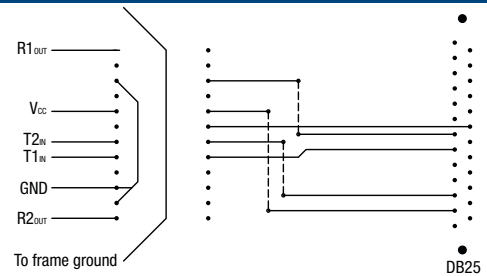 R1OUT
VCC
T2IN
T1IN
GND
R2OUT
To frame ground
DB25